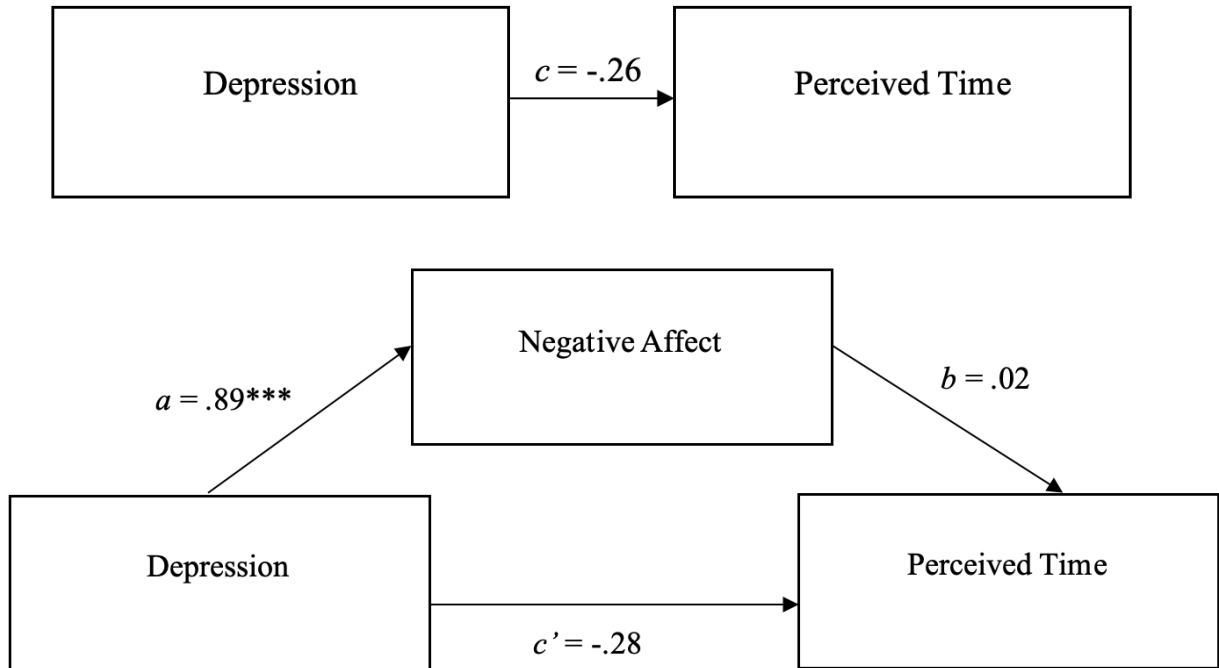 Depression
c = -.26
Perceived Time
Negative Affect
a = .89***
b = .02
Depression
Perceived Time
c’ = -.28